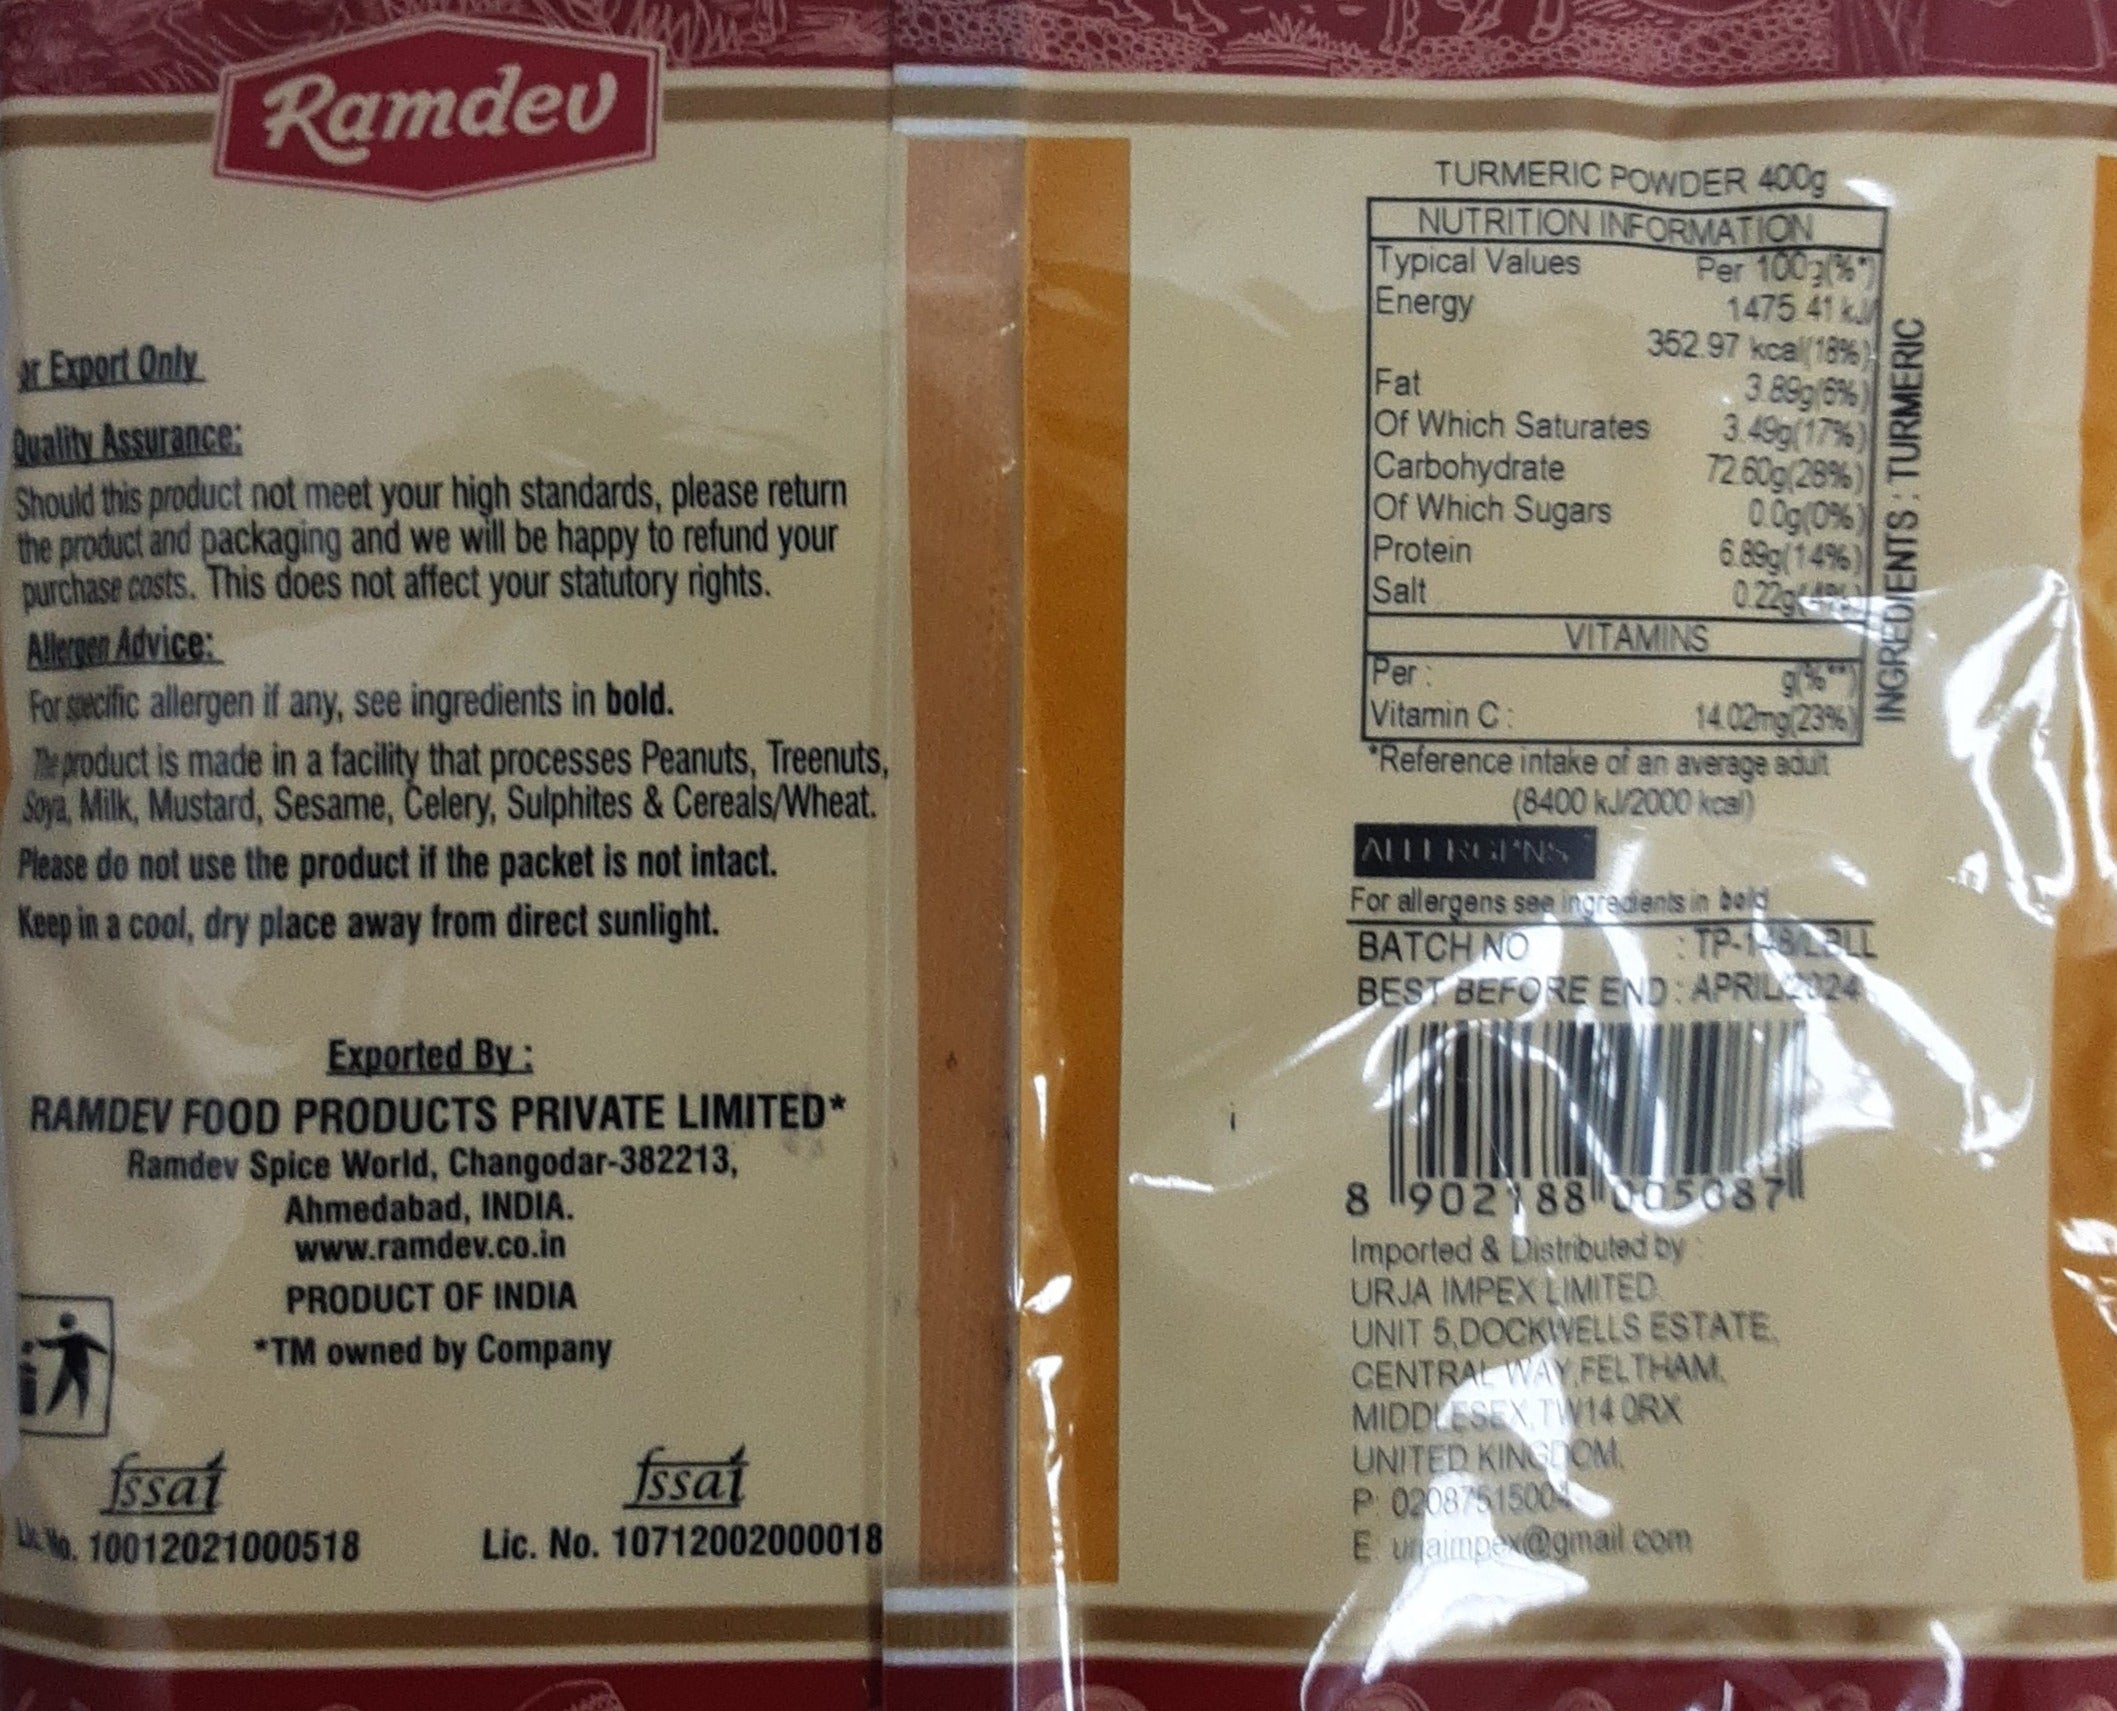 Ramdev
or Export Only
Quality Assurance:
Should this product not meet your high standards, please return
the product and packaging and we will be happy to refund your
purchase costs. This does not affect your statutory rights.
Allergen Advice:
For specific allergen if any, see ingredients in bold.
The product is made in a facility that processes Peanuts, Treenuts,
Soya, Milk, Mustard, Sesame, Celery, Sulphites & Cereals/Wheat.
Please do not use the product if the packet is not intact.
Keep in a cool, dry place away from direct sunlight.
Exported By :
RAMDEV FOOD PRODUCTS PRIVATE LIMITED*
Ramdev Spice World, Changodar-382213,
Ahmedabad, INDIA.
www.ramdev.co.in
PRODUCT OF INDIA
*TM owned by Company
fssai
fssai
Lic. No. 10012021000518
Lic. No. 10712002000018
TURMERIC POWDER 400g
NUTRITION INFORMATION
Typical Values Per 100g(%*)
Energy 1475.41 kJ/
352.97 kcal(18%)
Fat 3.89g(6%)
Of Which Saturates 3.49g(17%)
Carbohydrate 72.60g(28%)
Of Which Sugars 0.0g(0%)
Protein 6.89g(14%)
Salt 0.22g(4%)
VITAMINS
Per : g(%**)
Vitamin C : 14.02mg(23%)
INGREDIENTS : TURMERIC
*Reference intake of an average adult
(8400 kJ/2000 kcal)
ALLERGENS
For allergens see ingredients in bold
BATCH NO :
BEST BEFORE END : APRIL/2024
8 902188 005087
Imported & Distributed by :
URJA IMPEX LIMITED.
UNIT 5,DOCKWELLS ESTATE,
CENTRAL WAY,FELTHAM,
MIDDLESEX,TW14 0RX
UNITED KINGDOM.
P: 02087515004
E: urjaimpex@gmail.com